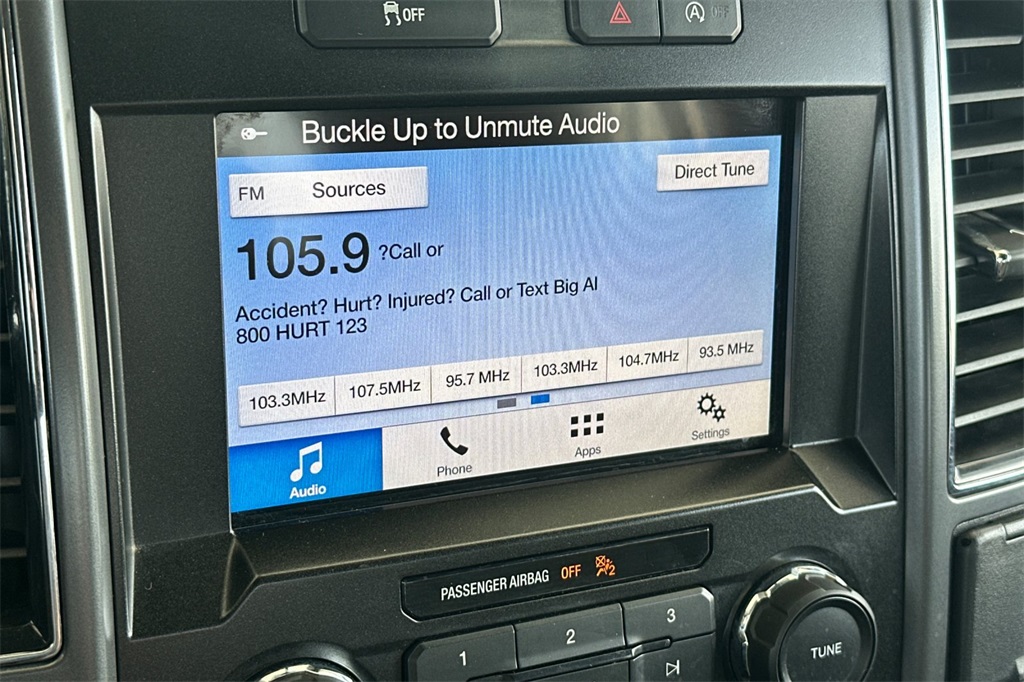 OFF
A OFF
Buckle Up to Unmute Audio
FM Sources
Direct Tune
105.9 ?Call or
Accident? Hurt? Injured? Call or Text Big Al
800 HURT 123
103.3MHz 107.5MHz 95.7 MHz 103.3MHz 104.7MHz 93.5 MHz
Audio Phone Apps Settings
PASSENGER AIRBAG OFF 2
1 2 3
TUNE